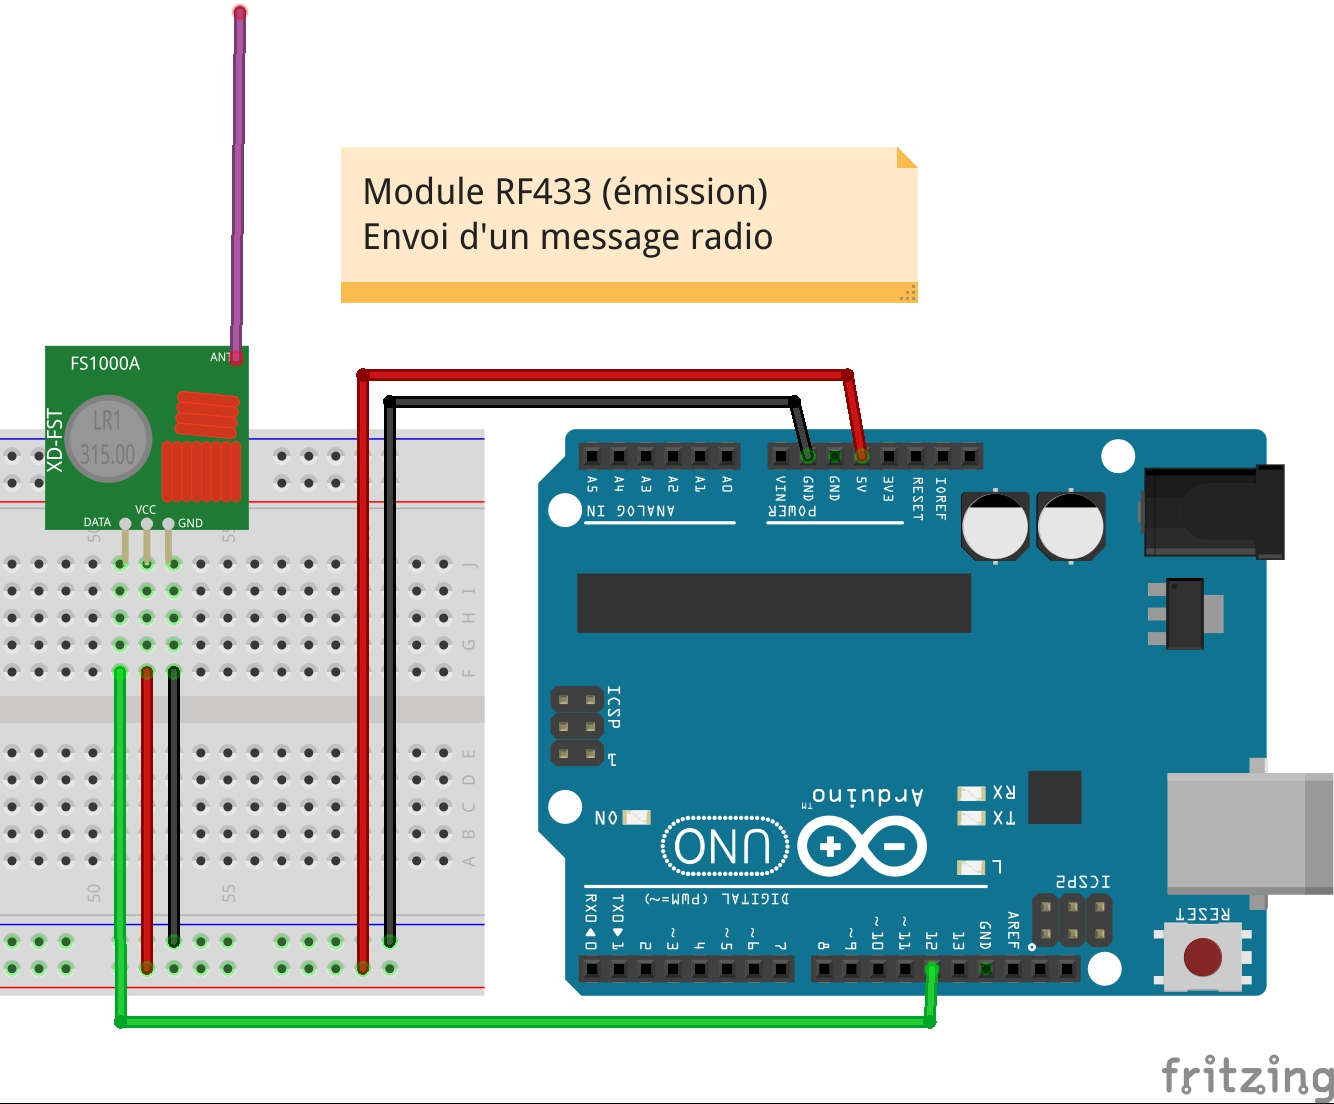 Module RF433 (émission)
Envoi d'un message radio
FS1000A
ANT
XD-FST
LR1
315.00
DATA
VCC
GND
50
55
J
I
H
G
F
E
D
C
B
A
50
55
A5
A4
A3
A2
A1
A0
ANALOG IN
VIN
GND
GND
5V
3V3
RESET
IOREF
POWER
ICSP
1
ON
UNO
Arduino
TM
RX
TX
L
ICSP2
RESET
DIGITAL (PWM=~)
RX0
0
TX0
1
2
~3
4
~5
~6
7
8
~9
~10
~11
12
13
GND
AREF
fritzing